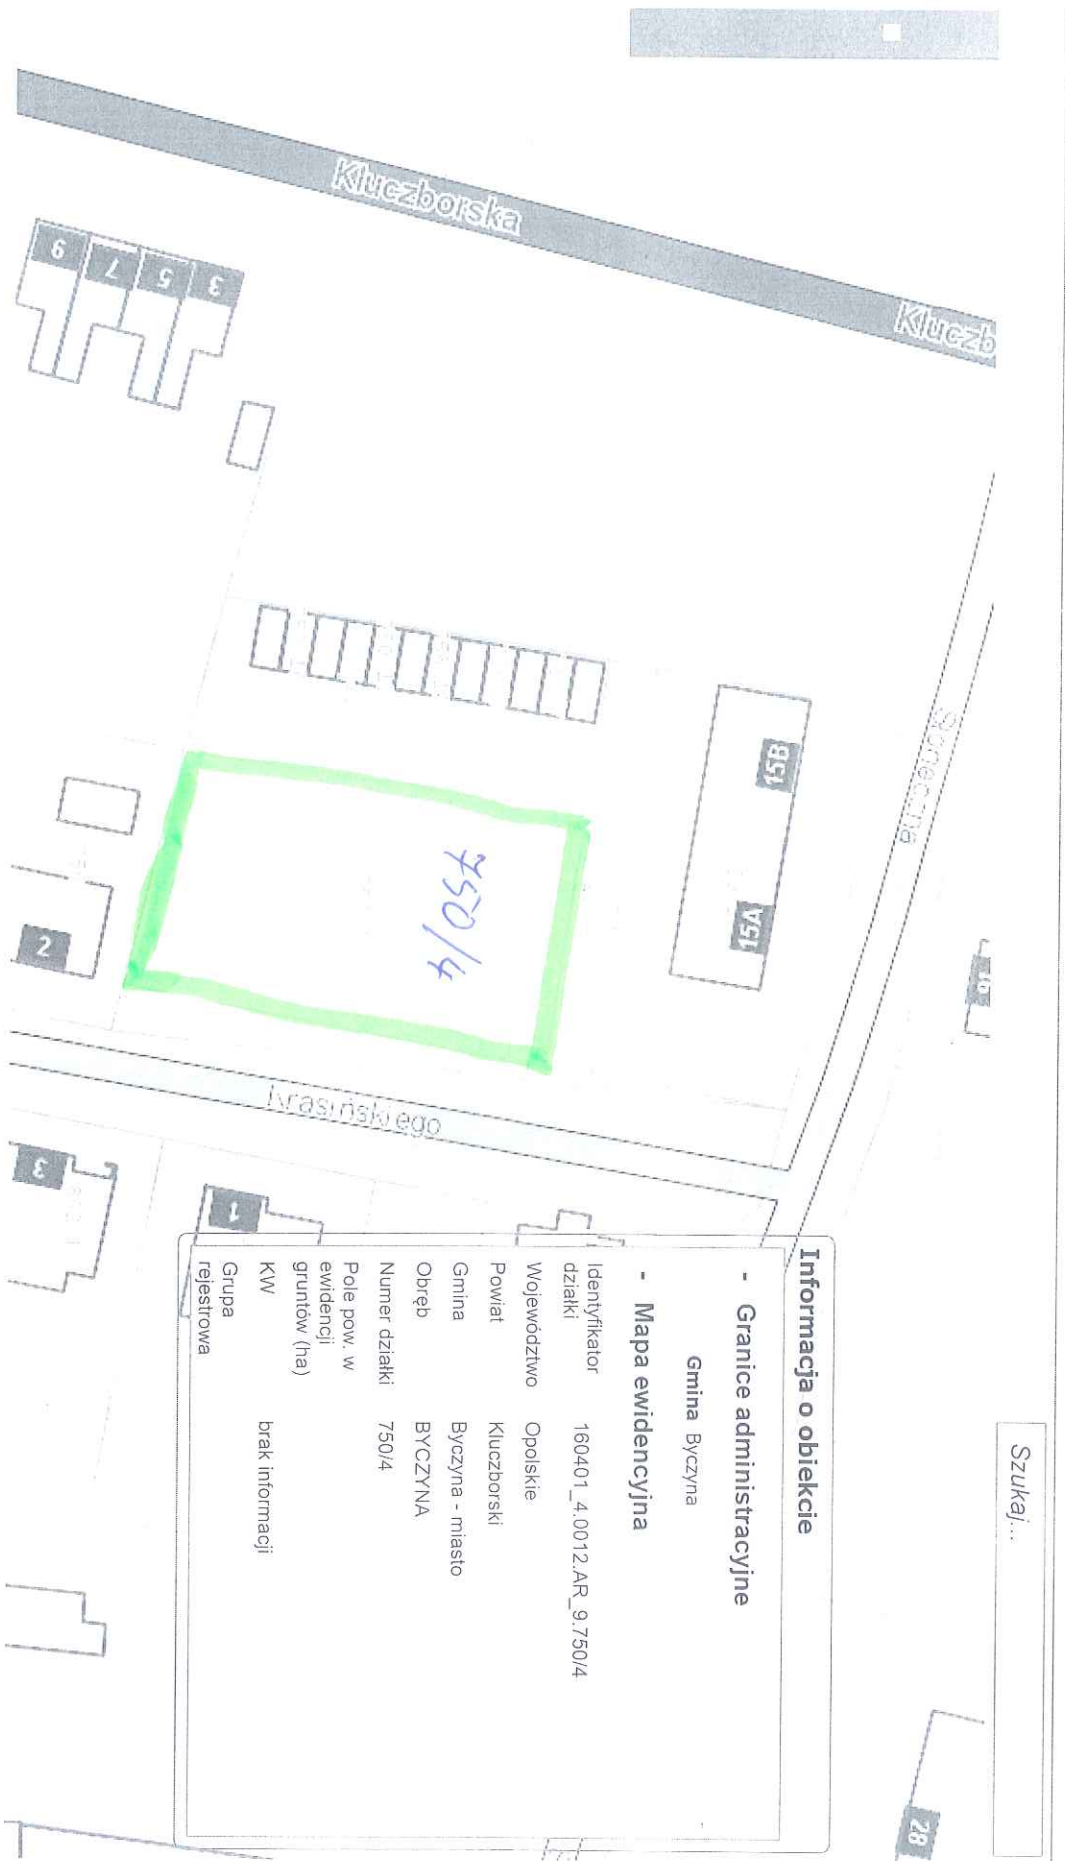 Szukaj...
Informacja o obiekcie
- Granice administracyjne
Gmina Byczyna
- Mapa ewidencyjna
Identyfikator działki 160401_4.0012.AR_9.750/4
Województwo Opolskie
Powiat Kluczborski
Gmina Byczyna - miasto
Obręb BYCZYNA
Numer działki 750/4
Pole pow. w ewidencji gruntów (ha)
KW brak informacji
Grupa rejestrowa
Kluczborska
Kluczb
Krasińskiego
750/4
15B
15A
16
28
9
7
5
3
2
3
1